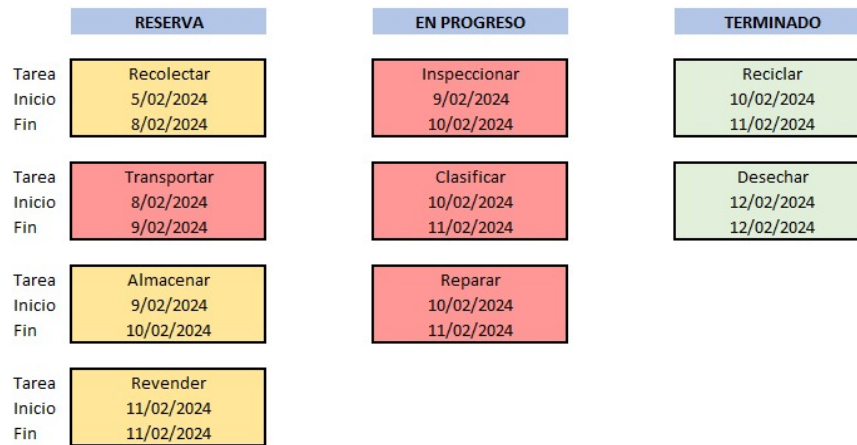 RESERVA EN PROGRESO TERMINADO
Tarea Recolectar Inspeccionar Reciclar
Inicio 5/02/2024 9/02/2024 10/02/2024
Fin 8/02/2024 10/02/2024 11/02/2024
Tarea Transportar Clasificar Desechar
Inicio 8/02/2024 10/02/2024 12/02/2024
Fin 9/02/2024 11/02/2024 12/02/2024
Tarea Almacenar Reparar
Inicio 9/02/2024 10/02/2024
Fin 10/02/2024 11/02/2024
Tarea Revender
Inicio 11/02/2024
Fin 11/02/2024